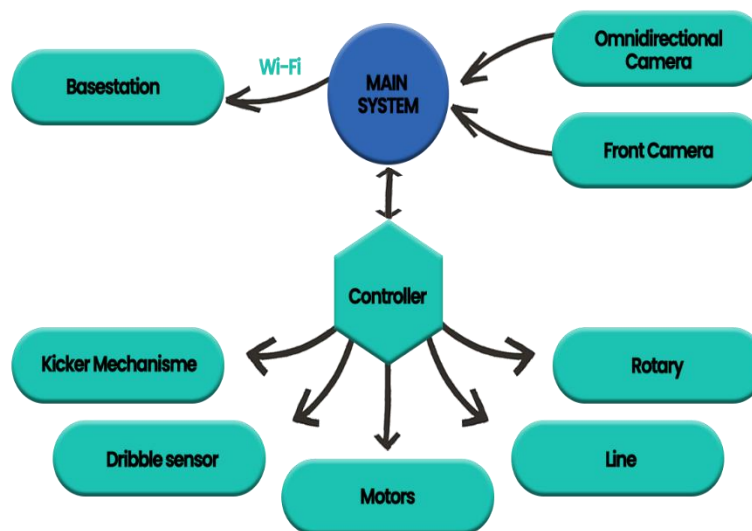 Omnidirectional
Camera
Wi-Fi
Basestation
MAIN
SYSTEM
Front Camera
Controller
Kicker Mechanisme
Rotary
Dribble sensor
Line
Motors